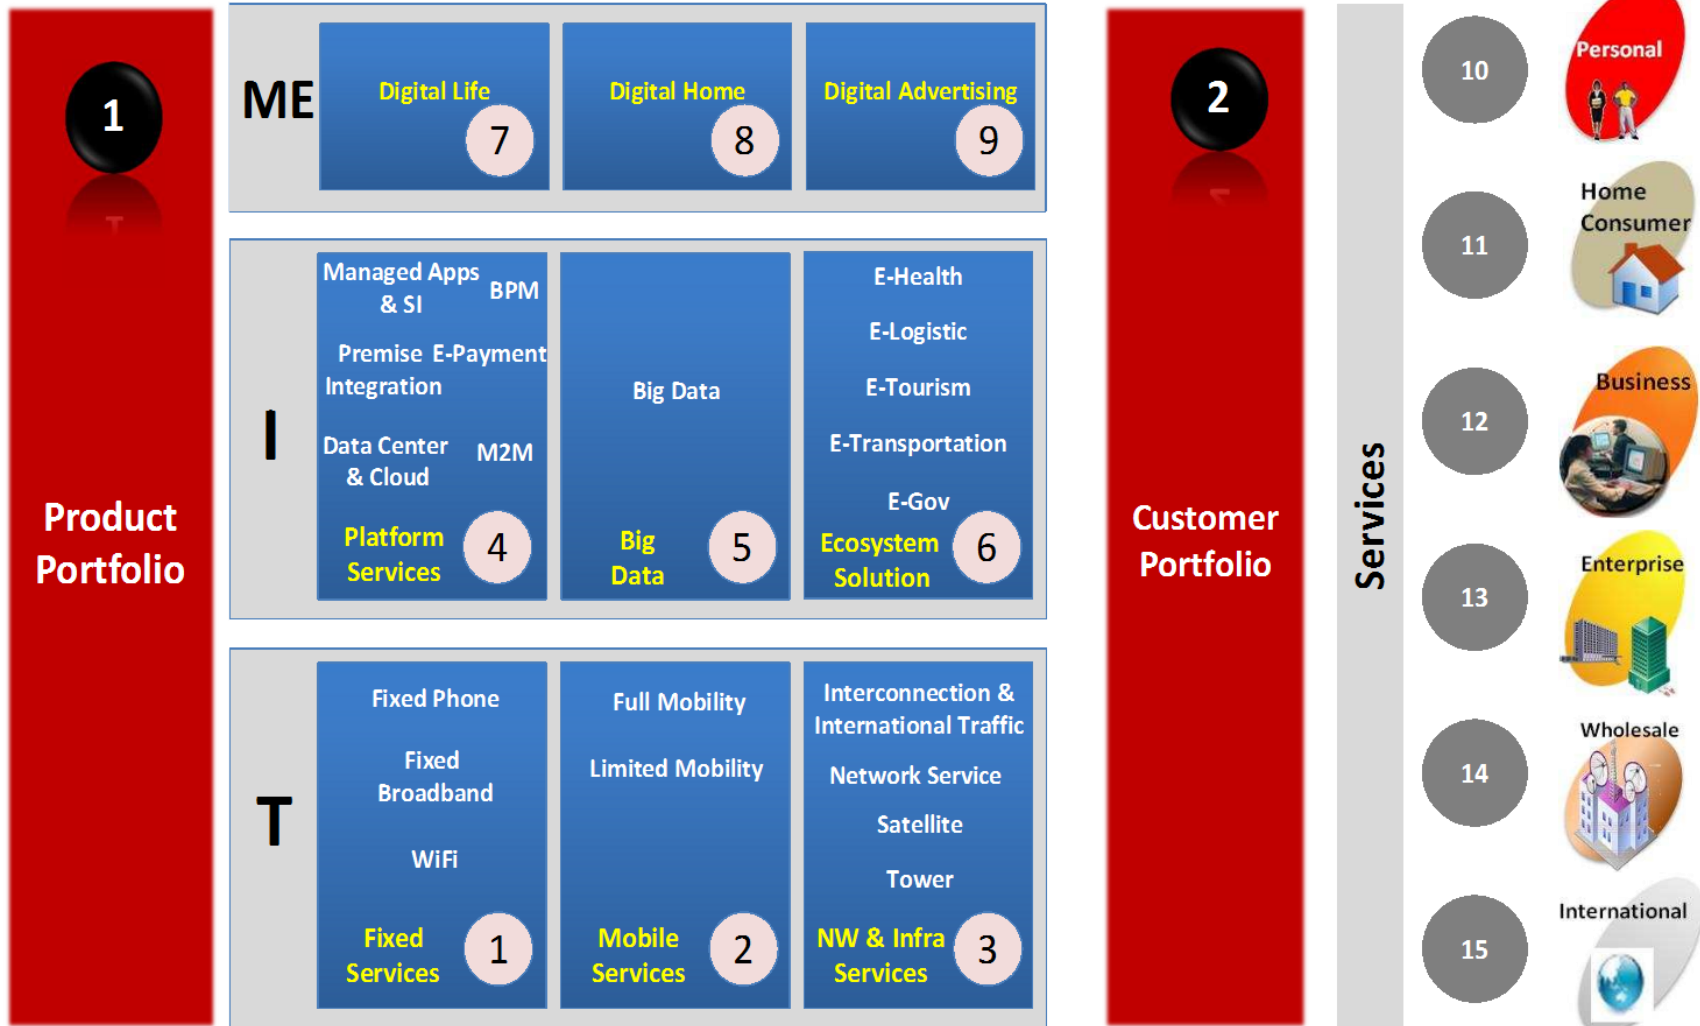 1
Product
Portfolio
ME
Digital Life
7
Digital Home
8
Digital Advertising
9
I
Managed Apps
& SI
BPM
Premise
Integration
E-Payment
Data Center
& Cloud
M2M
Platform
Services
4
Big Data
Big
Data
5
E-Health
E-Logistic
E-Tourism
E-Transportation
E-Gov
Ecosystem
Solution
6
T
Fixed Phone
Fixed
Broadband
WiFi
Fixed
Services
1
Full Mobility
Limited Mobility
Mobile
Services
2
Interconnection &
International Traffic
Network Service
Satellite
Tower
NW & Infra
Services
3
2
Customer
Portfolio
Services
10
Personal
11
Home
Consumer
12
Business
13
Enterprise
14
Wholesale
15
International